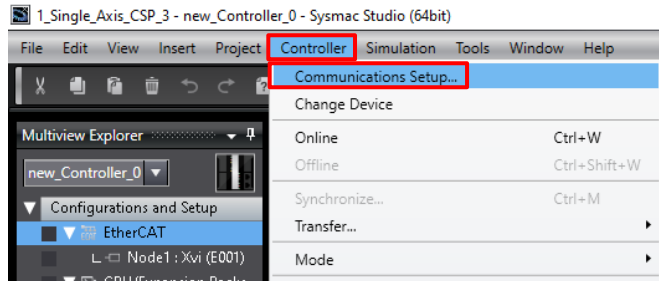 1_Single_Axis_CSP_3 - new_Controller_0 - Sysmac Studio (64bit)
File Edit View Insert Project Controller Simulation Tools Window Help
Communications Setup...
Change Device
Multiview Explorer
Online Ctrl+W
new_Controller_0
Offline Ctrl+Shift+W
Configurations and Setup
Synchronize... Ctrl+M
EtherCAT
Transfer...
Node1 : Xvi (E001)
Mode